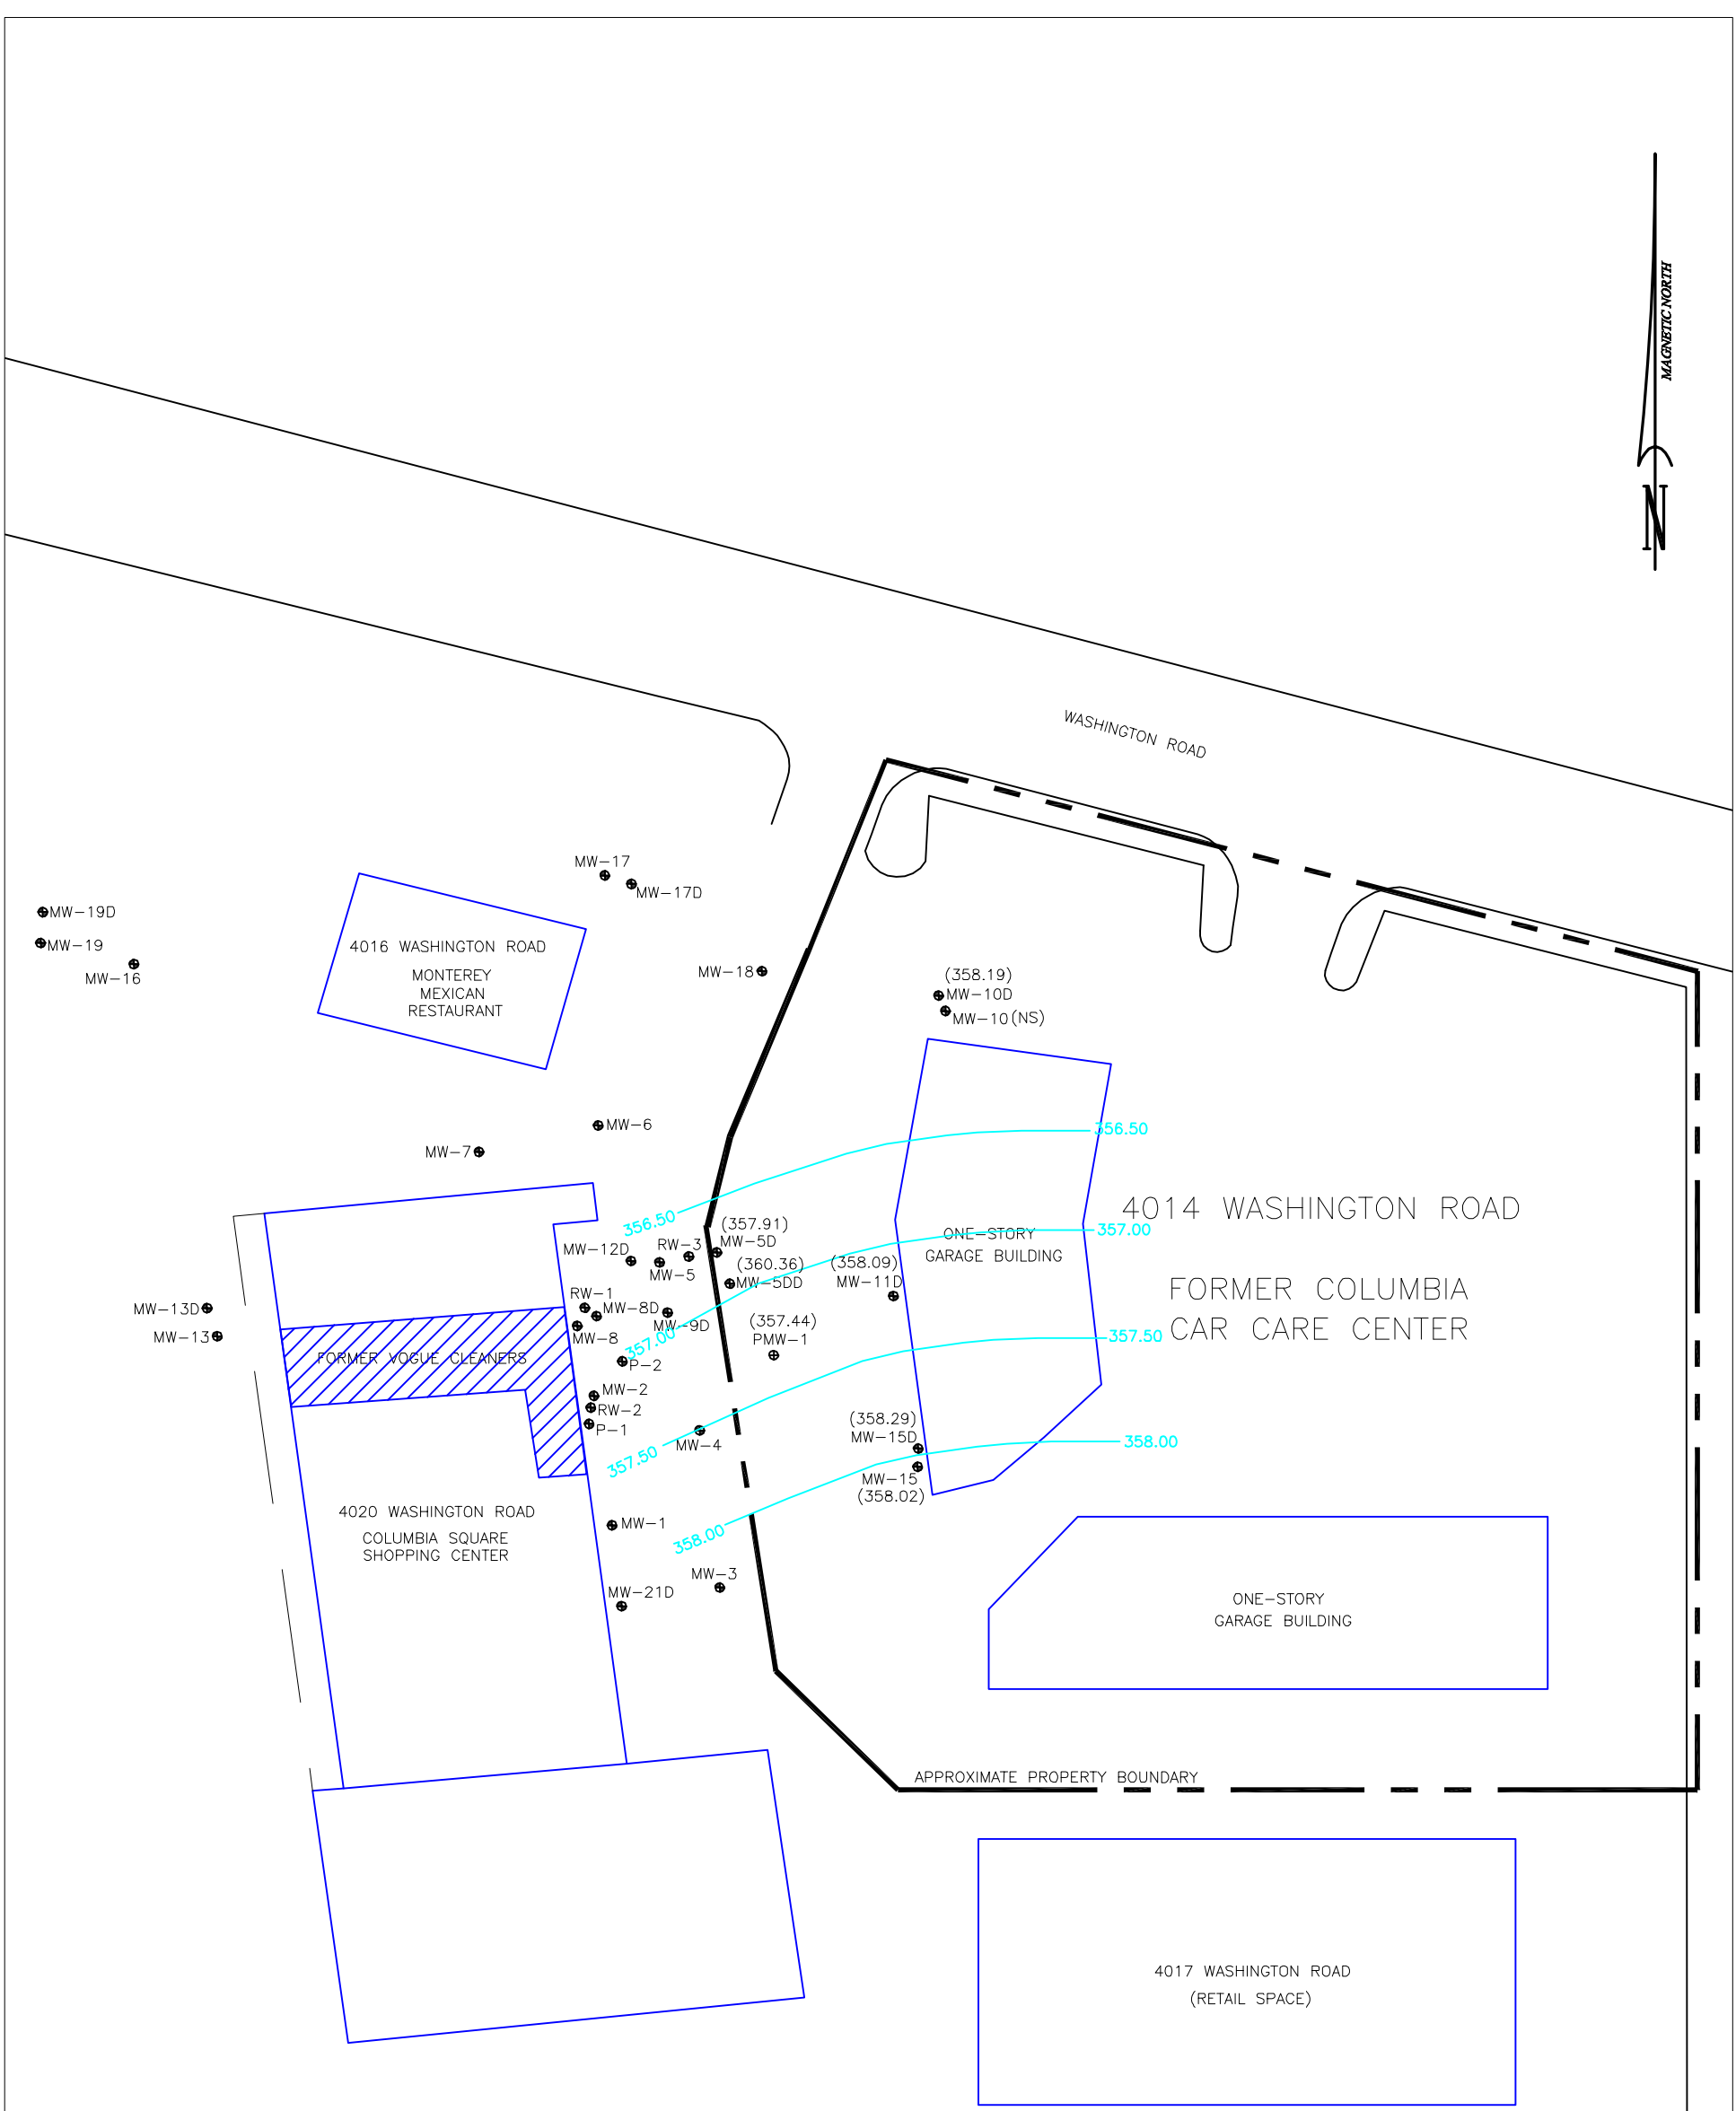 MAGNETIC NORTH
N
WASHINGTON ROAD
MW-17
MW-17D
MW-19D
MW-19
MW-16
4016 WASHINGTON ROAD
MONTEREY
MEXICAN
RESTAURANT
MW-18
(358.19)
MW-10D
MW-10(NS)
MW-6
MW-7
356.50
356.50
4014 WASHINGTON ROAD
FORMER COLUMBIA
CAR CARE CENTER
357.00
ONE-STORY
GARAGE BUILDING
(357.91)
MW-5D
RW-3
MW-12D
MW-5
(360.36)
MW-5DD
(358.09)
MW-11D
RW-1
MW-8D
MW-9D
MW-8
357.00
(357.44)
PMW-1
357.50
MW-13D
MW-13
FORMER VOGUE CLEANERS
P-2
MW-2
RW-2
P-1
MW-4
357.50
(358.29)
MW-15D
MW-15
(358.02)
358.00
4020 WASHINGTON ROAD
COLUMBIA SQUARE
SHOPPING CENTER
MW-1
358.00
MW-3
MW-21D
ONE-STORY
GARAGE BUILDING
APPROXIMATE PROPERTY BOUNDARY
4017 WASHINGTON ROAD
(RETAIL SPACE)